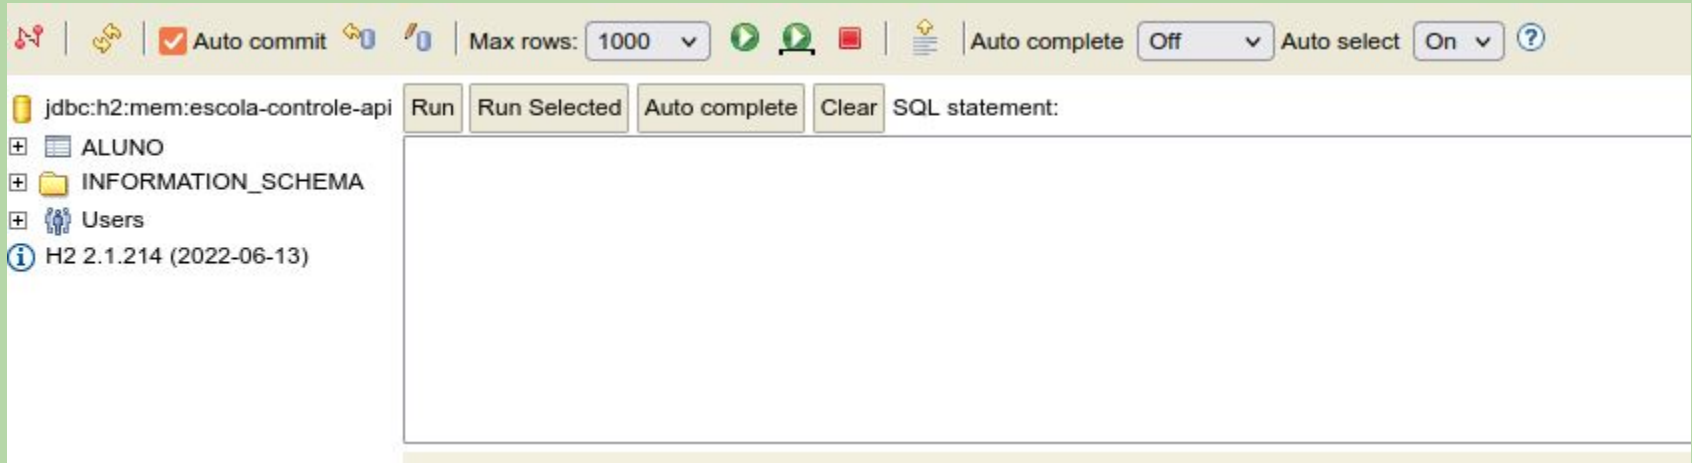 Auto commit Max rows: 1000 Auto complete Off Auto select On
jdbc:h2:mem:escola-controle-api Run Run Selected Auto complete Clear SQL statement:
ALUNO
INFORMATION_SCHEMA
Users
H2 2.1.214 (2022-06-13)